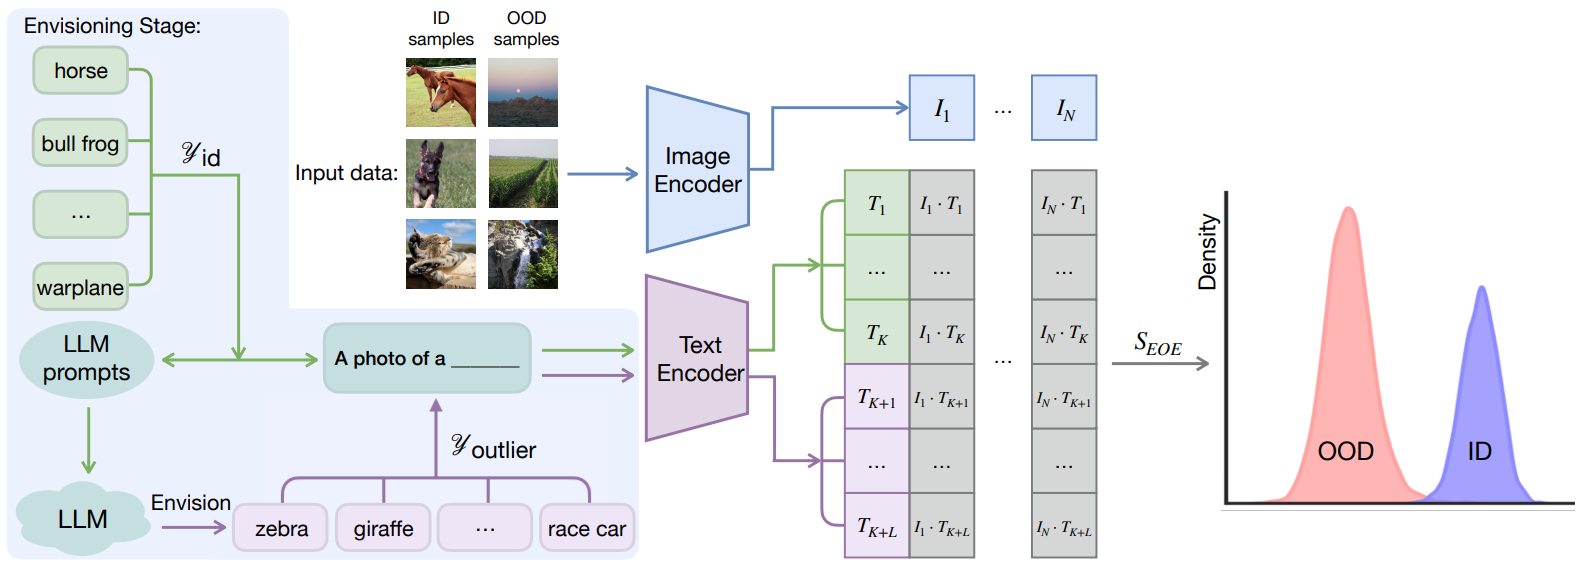 Envisioning Stage:
horse
bull frog
...
warplane
𝒴id
LLM
prompts
LLM
Envision
A photo of a ______
𝒴outlier
zebra
giraffe
...
race car
ID
samples
OOD
samples
Input data:
Image
Encoder
Text
Encoder
I1
...
IN
T1
I1 · T1
IN · T1
...
...
...
TK
I1 · TK
IN · TK
...
TK+1
I1 · TK+1
IN · TK+1
...
...
...
TK+L
I1 · TK+L
IN · TK+L
SEOE
Density
OOD
ID